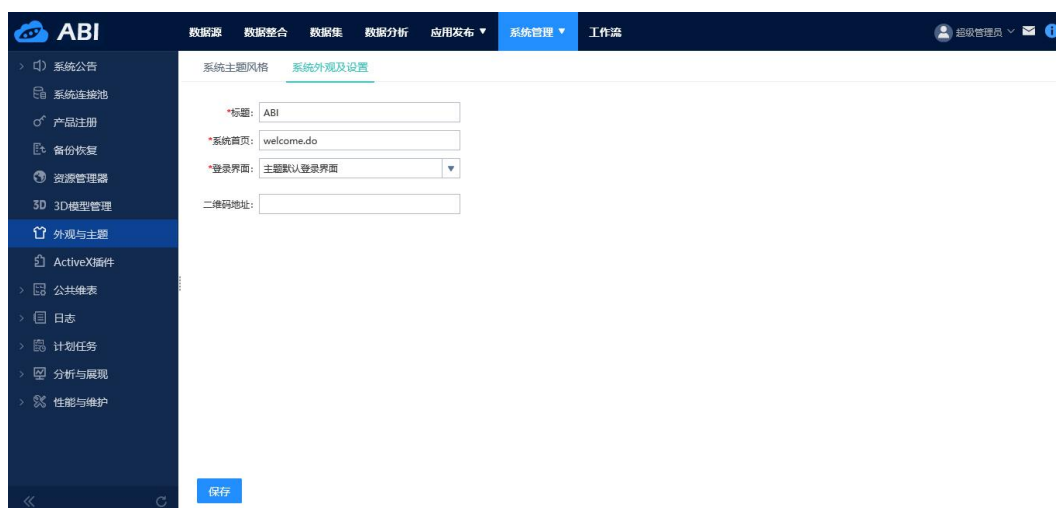 ABI
数据源 数据整合 数据集 数据分析 应用发布 ▼ 系统管理 ▼ 工作流
超级管理员
系统公告
系统连接池
产品注册
备份恢复
资源管理器
3D 3D模型管理
外观与主题
ActiveX插件
公共维表
日志
计划任务
分析与展现
性能与维护
系统主题风格 系统外观及设置
*标题: ABI
*系统首页: welcome.do
*登录界面: 主题默认登录界面
二维码地址:
保存